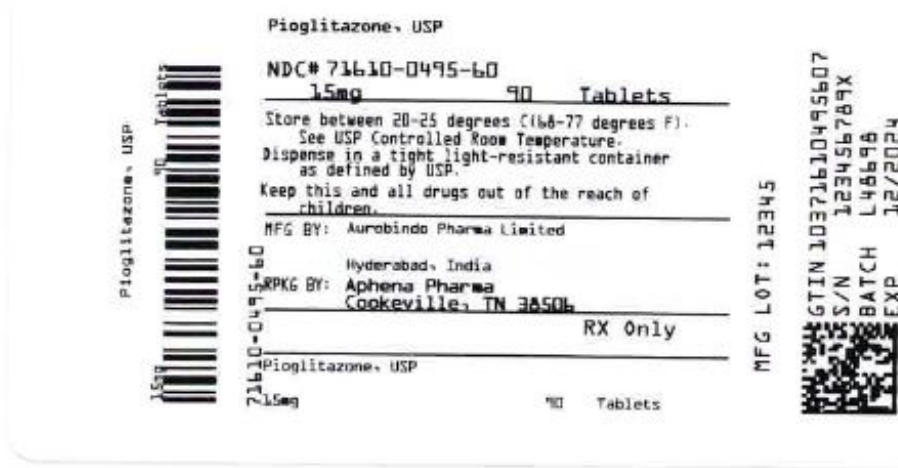 Pioglitazone, USP
NDC# 71610-0495-60
15mg 90 Tablets
Store between 20-25 degrees C(68-77 degrees F).
See USP Controlled Room Temperature.
Dispense in a tight light-resistant container
as defined by USP.
Keep this and all drugs out of the reach of
children.
MFG BY: Aurobindo Pharma Limited
Hyderabad, India
RPKG BY: Aphena Pharma
Cookeville, TN 38506
RX Only
Pioglitazone, USP
15mg 90 Tablets
Pioglitazone, USP
15mg 90 Tablets
71610-0495-60
MFG LOT: 12345
GTIN 10371610495607
S/N 123456789X
BATCH L48698
EXP 12/2024